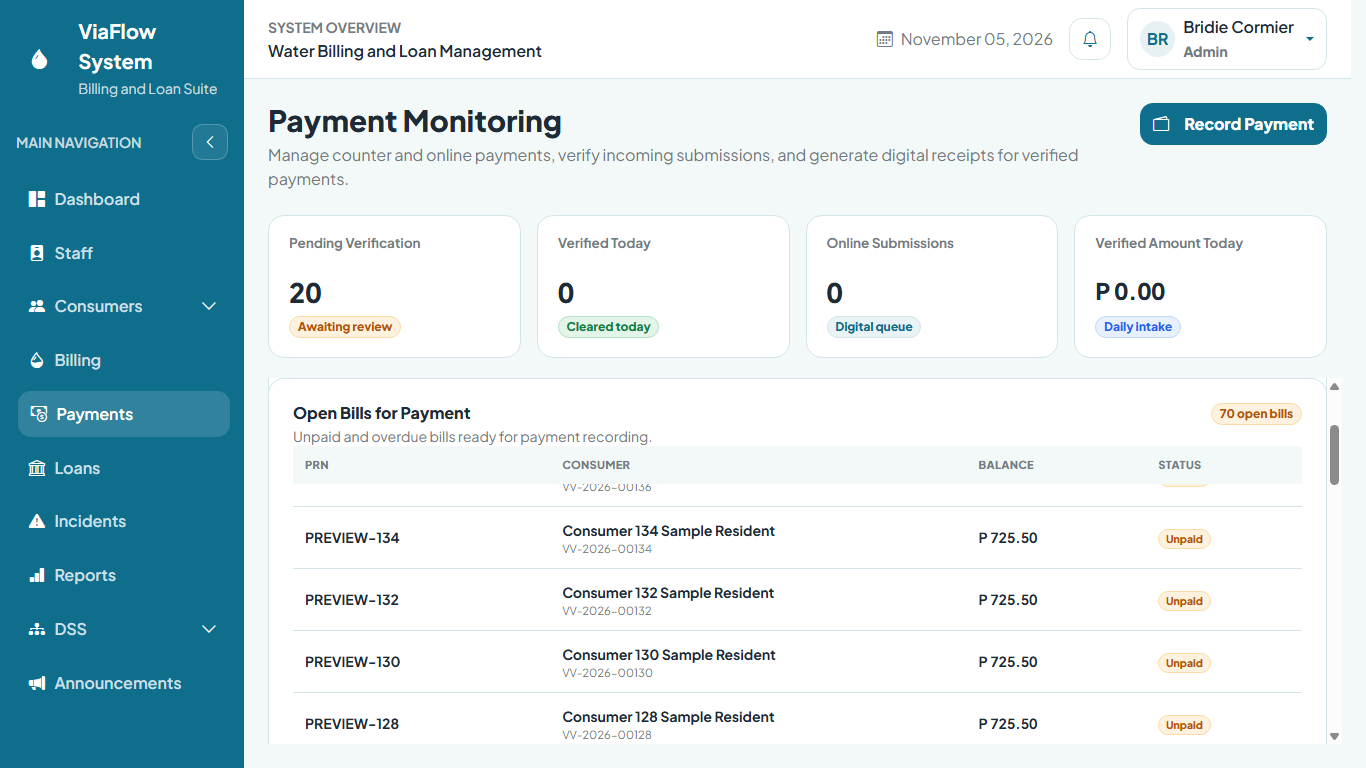 ViaFlow
System
Billing and Loan Suite
MAIN NAVIGATION
Dashboard
Staff
Consumers
Billing
Payments
Loans
Incidents
Reports
DSS
Announcements
SYSTEM OVERVIEW
Water Billing and Loan Management
November 05, 2026
BR
Bridie Cormier
Admin
Payment Monitoring
Manage counter and online payments, verify incoming submissions, and generate digital receipts for verified
payments.
Record Payment
Pending Verification
20
Awaiting review
Verified Today
0
Cleared today
Online Submissions
0
Digital queue
Verified Amount Today
P 0.00
Daily intake
Open Bills for Payment
70 open bills
Unpaid and overdue bills ready for payment recording.
PRN CONSUMER BALANCE STATUS
VV-2026-00136
PREVIEW-134 Consumer 134 Sample Resident P 725.50 Unpaid
VV-2026-00134
PREVIEW-132 Consumer 132 Sample Resident P 725.50 Unpaid
VV-2026-00132
PREVIEW-130 Consumer 130 Sample Resident P 725.50 Unpaid
VV-2026-00130
PREVIEW-128 Consumer 128 Sample Resident P 725.50 Unpaid
VV-2026-00128